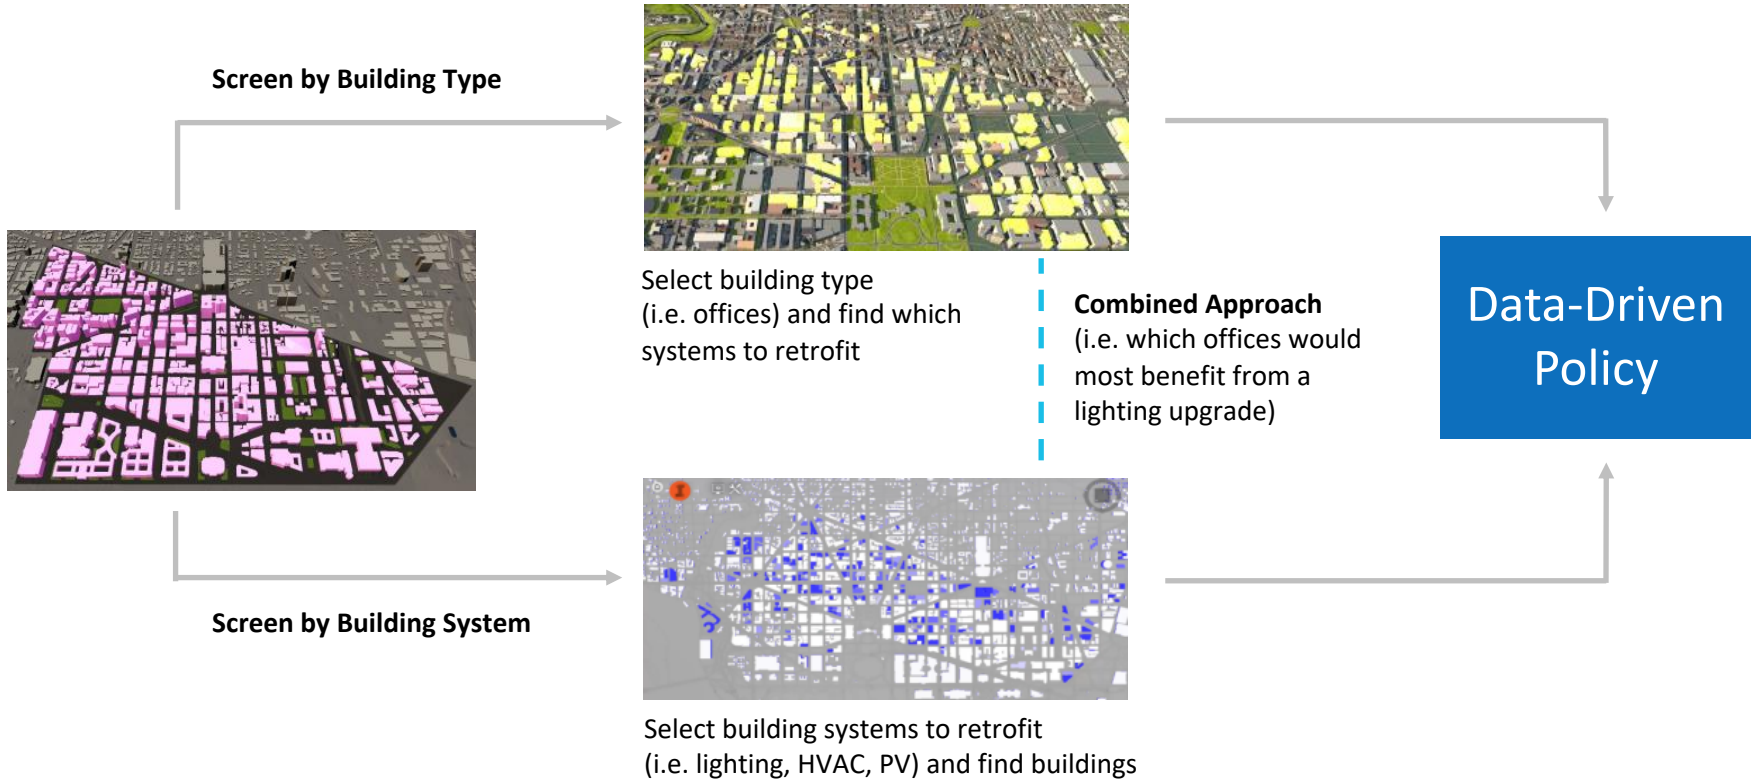 Screen by Building Type
Select building type
(i.e. offices) and find which
systems to retrofit
Combined Approach
(i.e. which offices would
most benefit from a
lighting upgrade)
Data-Driven
Policy
Screen by Building System
Select building systems to retrofit
(i.e. lighting, HVAC, PV) and find buildings